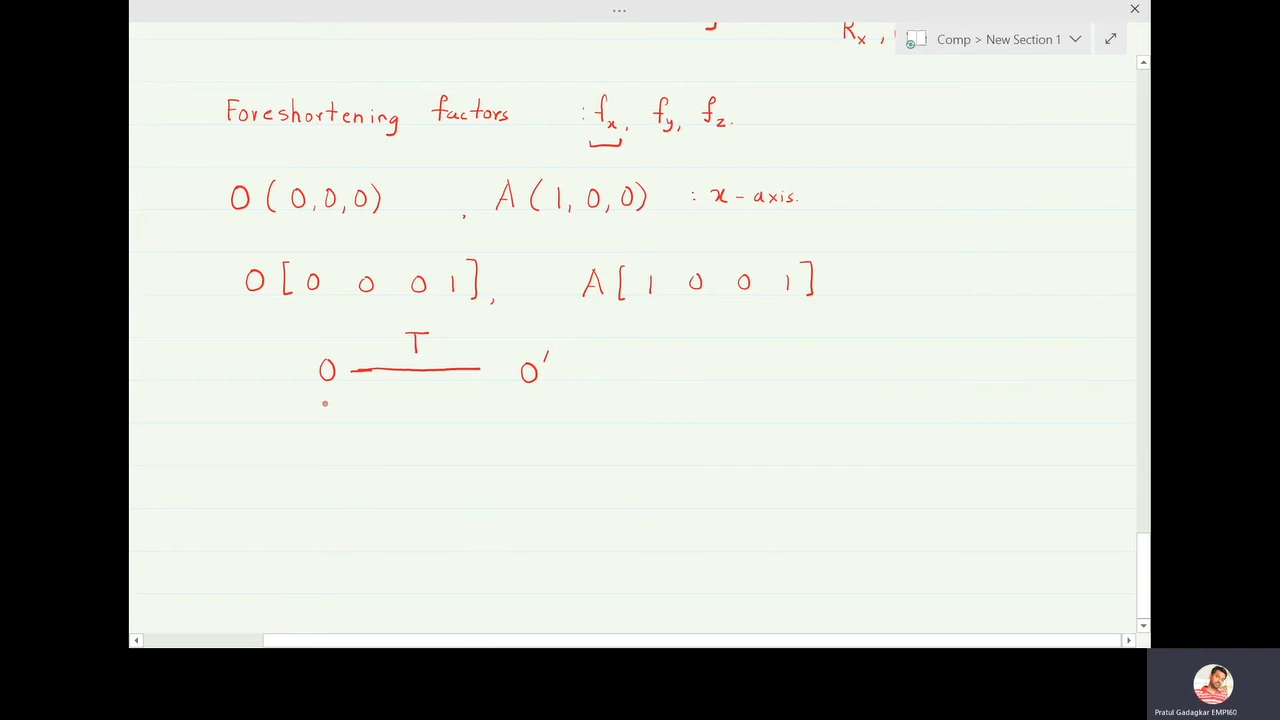 Rx ,
Comp > New Section 1
Foreshortening factors : fx, fy, fz.
O ( 0,0,0) , A ( 1, 0, 0) : x - axis.
O [ 0 0 0 1 ] , A [ 1 0 0 1 ]
T
O O'
Pratul Gadagkar EMP160